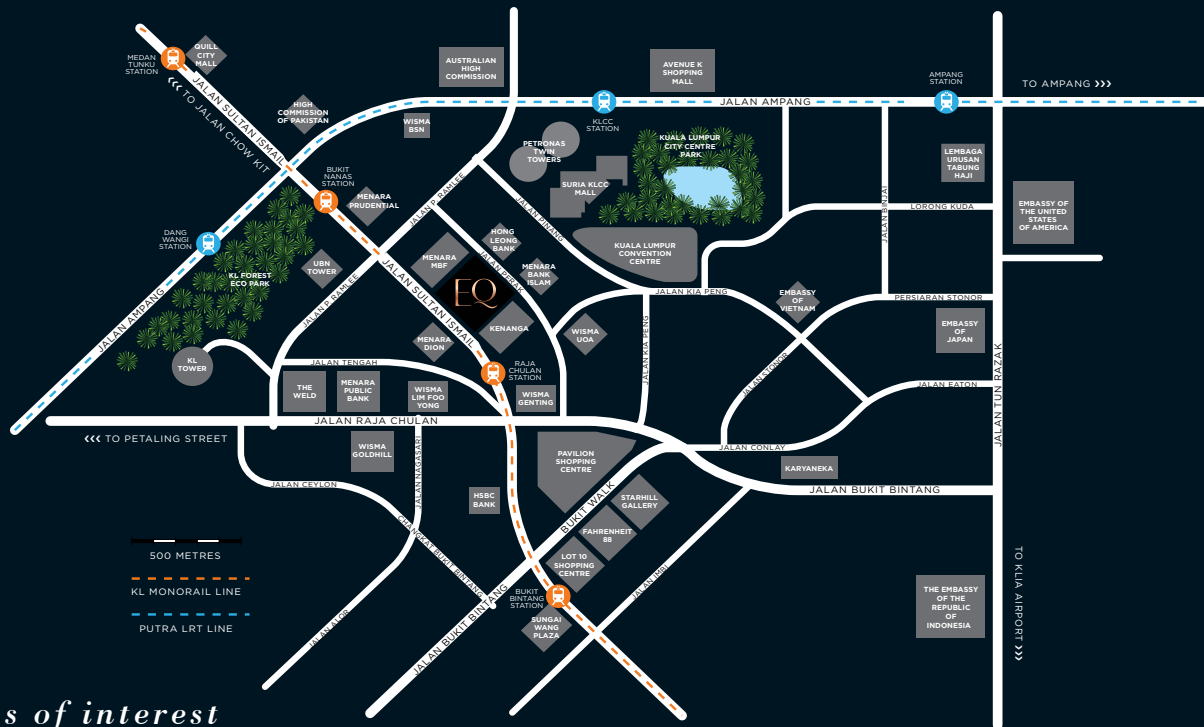 MEDAN
TUNKU
STATION
QUILL
CITY
MALL
JALAN SULTAN ISMAIL
‹‹‹ TO JALAN CHOW KIT
HIGH
COMMISSION
OF PAKISTAN
AUSTRALIAN
HIGH
COMMISSION
WISMA
BSN
KLCC
STATION
AVENUE K
SHOPPING
MALL
JALAN AMPANG
AMPANG
STATION
TO AMPANG ›››
PETRONAS
TWIN
TOWERS
SURIA KLCC
MALL
KUALA LUMPUR
CITY CENTRE
PARK
LEMBAGA
URUSAN
TABUNG
HAJI
JALAN BINJAI
LORONG KUDA
EMBASSY OF
THE UNITED
STATES
OF AMERICA
BUKIT
NANAS
STATION
MENARA
PRUDENTIAL
JALAN P. RAMLEE
JALAN PINANG
DANG
WANGI
STATION
KL FOREST
ECO PARK
UBN
TOWER
MENARA
MBF
HONG
LEONG
BANK
JALAN PERAK
MENARA
BANK
ISLAM
KUALA LUMPUR
CONVENTION
CENTRE
EQ
JALAN SULTAN ISMAIL
JALAN P. RAMLEE
JALAN KIA PENG
EMBASSY
OF
VIETNAM
PERSIARAN STONOR
JALAN AMPANG
MENARA
DION
KENANGA
WISMA
UOA
JALAN KIA PENG
EMBASSY
OF
JAPAN
JALAN TUN RAZAK
KL
TOWER
JALAN TENGAH
RAJA
CHULAN
STATION
JALAN STONOR
JALAN EATON
THE
WELD
MENARA
PUBLIC
BANK
WISMA
LIM FOO
YONG
WISMA
GENTING
JALAN RAJA CHULAN
‹‹‹ TO PETALING STREET
WISMA
GOLDHILL
JALAN NAGASARI
PAVILION
SHOPPING
CENTRE
JALAN CONLAY
KARYANEKA
JALAN BUKIT BINTANG
JALAN CEYLON
HSBC
BANK
BUKIT WALK
STARHILL
GALLERY
FAHRENHEIT
88
CHANGKAT BUKIT BINTANG
LOT 10
SHOPPING
CENTRE
JALAN IMBI
500 METRES
KL MONORAIL LINE
PUTRA LRT LINE
JALAN ALOR
JALAN BUKIT BINTANG
BUKIT
BINTANG
STATION
SUNGAI
WANG
PLAZA
THE EMBASSY
OF THE
REPUBLIC
OF
INDONESIA
TO KLIA AIRPORT ›››
s of interest